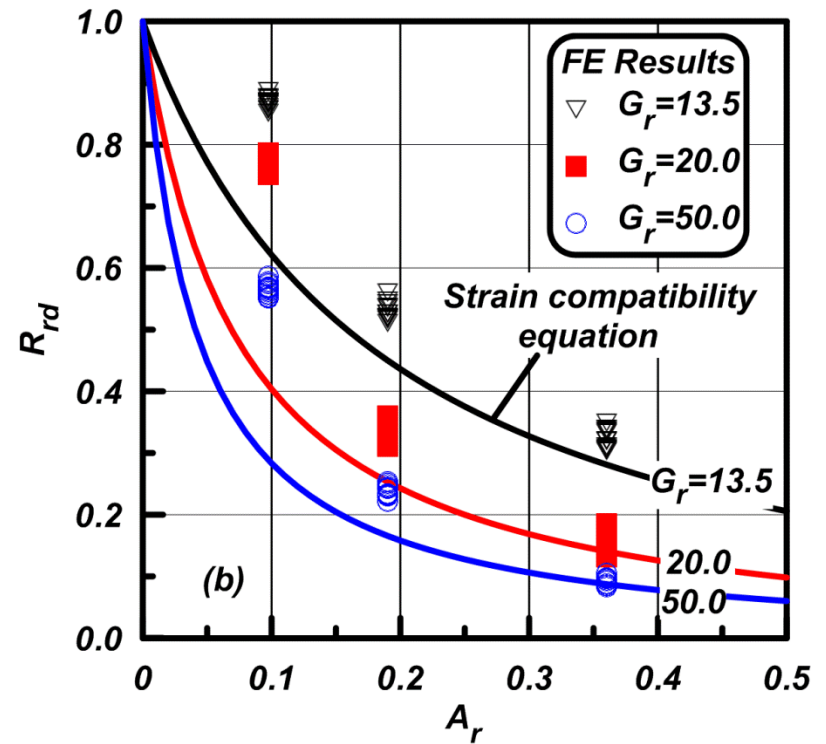 1.0
0.8
0.6
0.4
0.2
0.0
R_rd
FE Results
G_r=13.5
G_r=20.0
G_r=50.0
Strain compatibility
equation
G_r=13.5
20.0
50.0
(b)
0
0.1
0.2
0.3
0.4
0.5
A_r